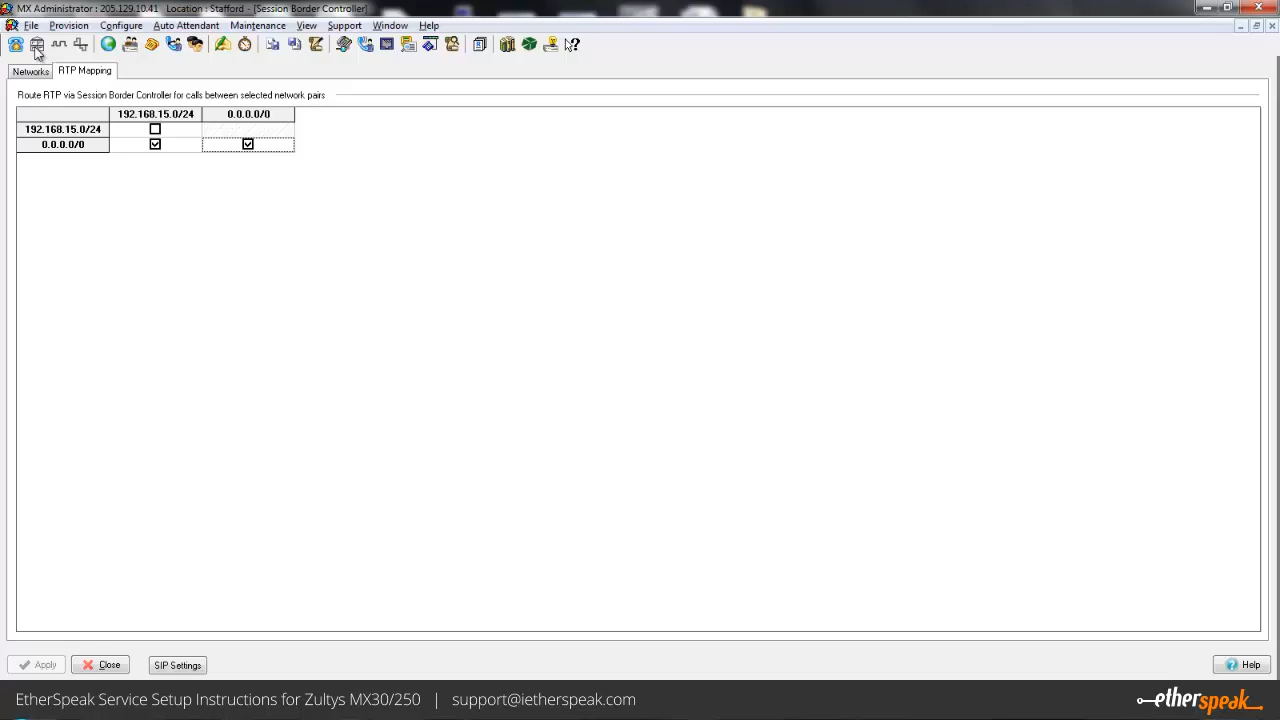 MX Administrator : 205.129.10.41   Location : Stafford - [Session Border Controller]
File Provision Configure Auto Attendant Maintenance View Support Window Help
Networks RTP Mapping
Route RTP via Session Border Controller for calls between selected network pairs
192.168.15.0/24 0.0.0.0/0
192.168.15.0/24
0.0.0.0/0
Apply Close SIP Settings Help
EtherSpeak Service Setup Instructions for Zultys MX30/250 | support@ietherspeak.com
etherspeak